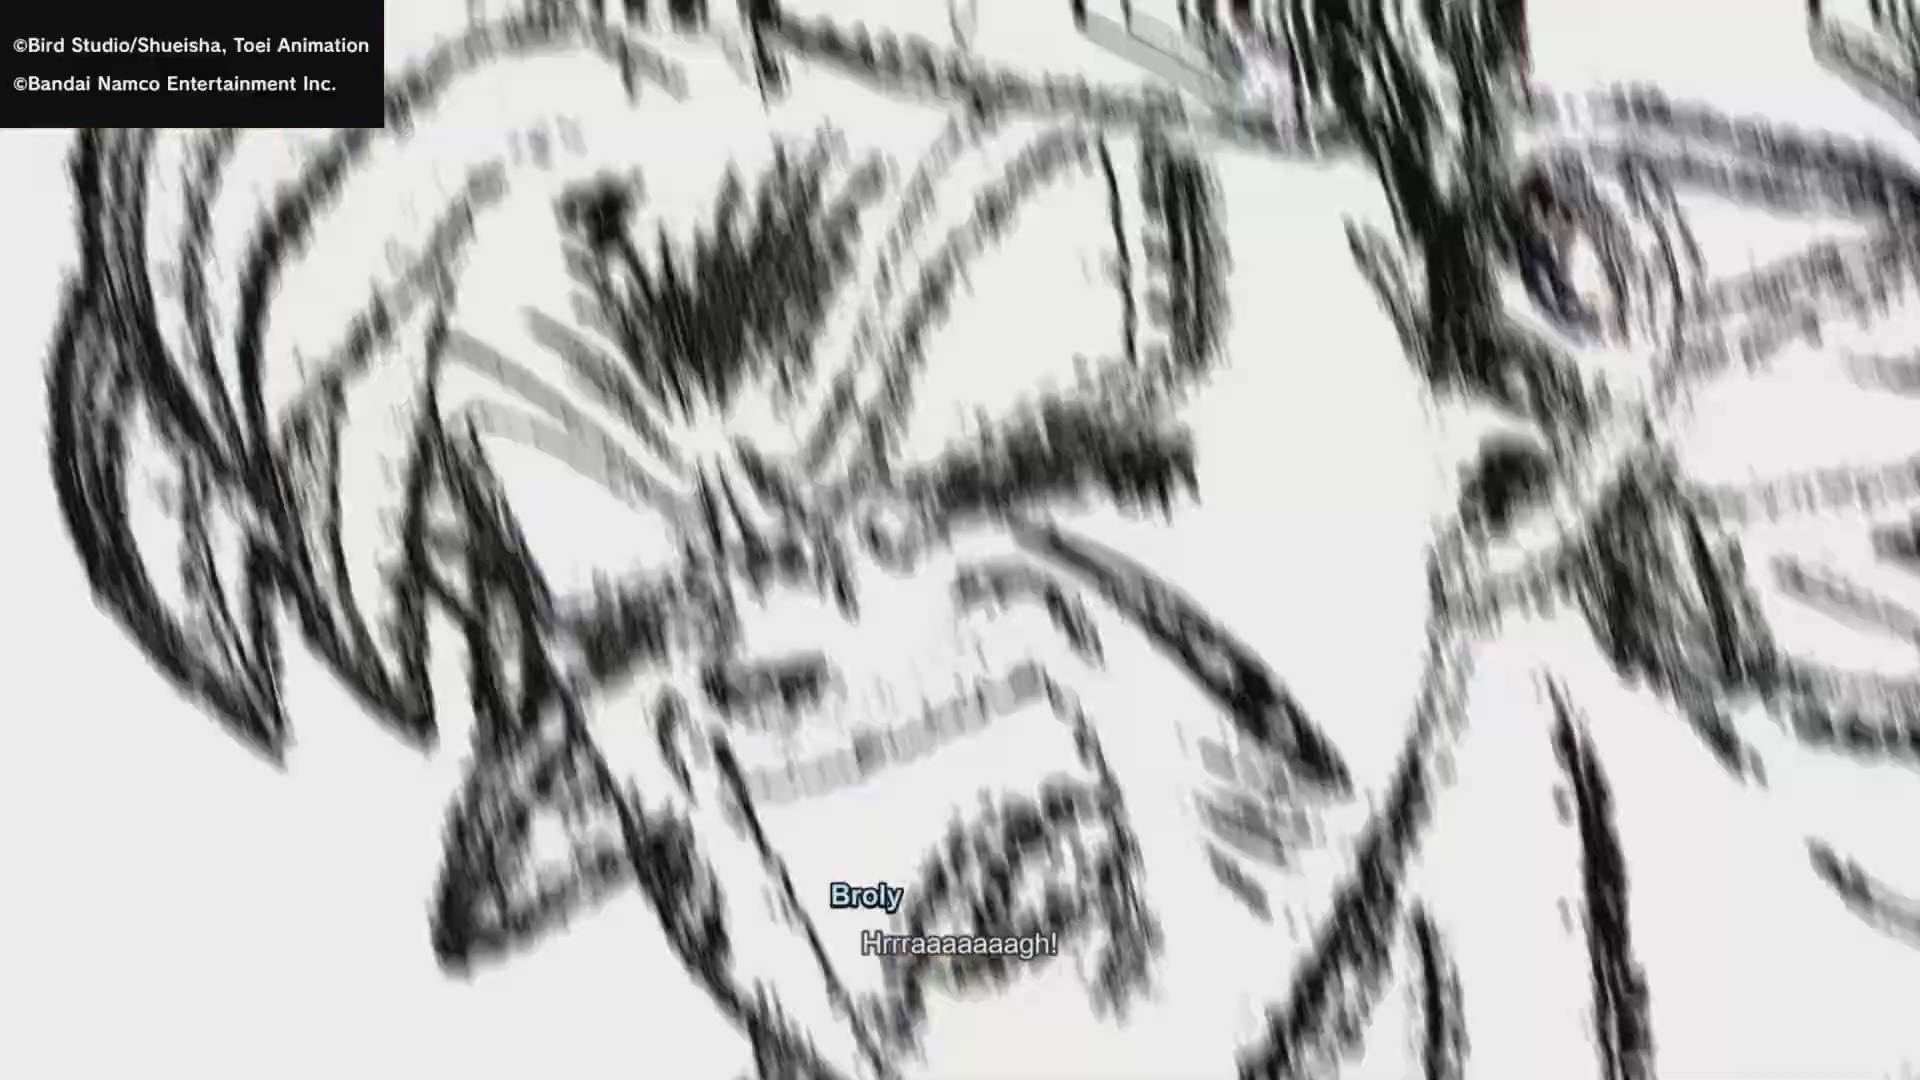 ©Bird Studio/Shueisha, Toei Animation
©Bandai Namco Entertainment Inc.
Broly
Hrrraaaaaaagh!